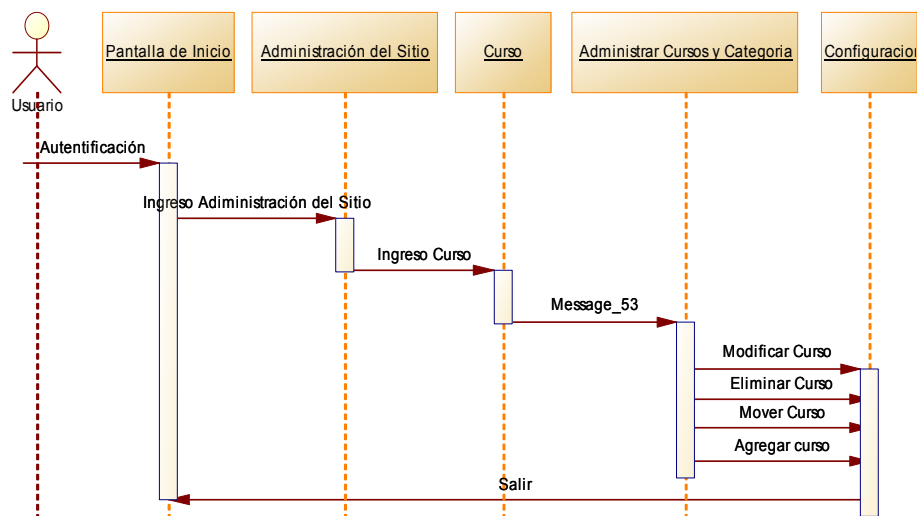 Pantalla de Inicio
Administración del Sitio
Curso
Administrar Cursos y Categoria
Configuracion
Usuario
Autentificación
Ingreso Adiministración del Sitio
Ingreso Curso
Message_53
Modificar Curso
Eliminar Curso
Mover Curso
Agregar curso
Salir